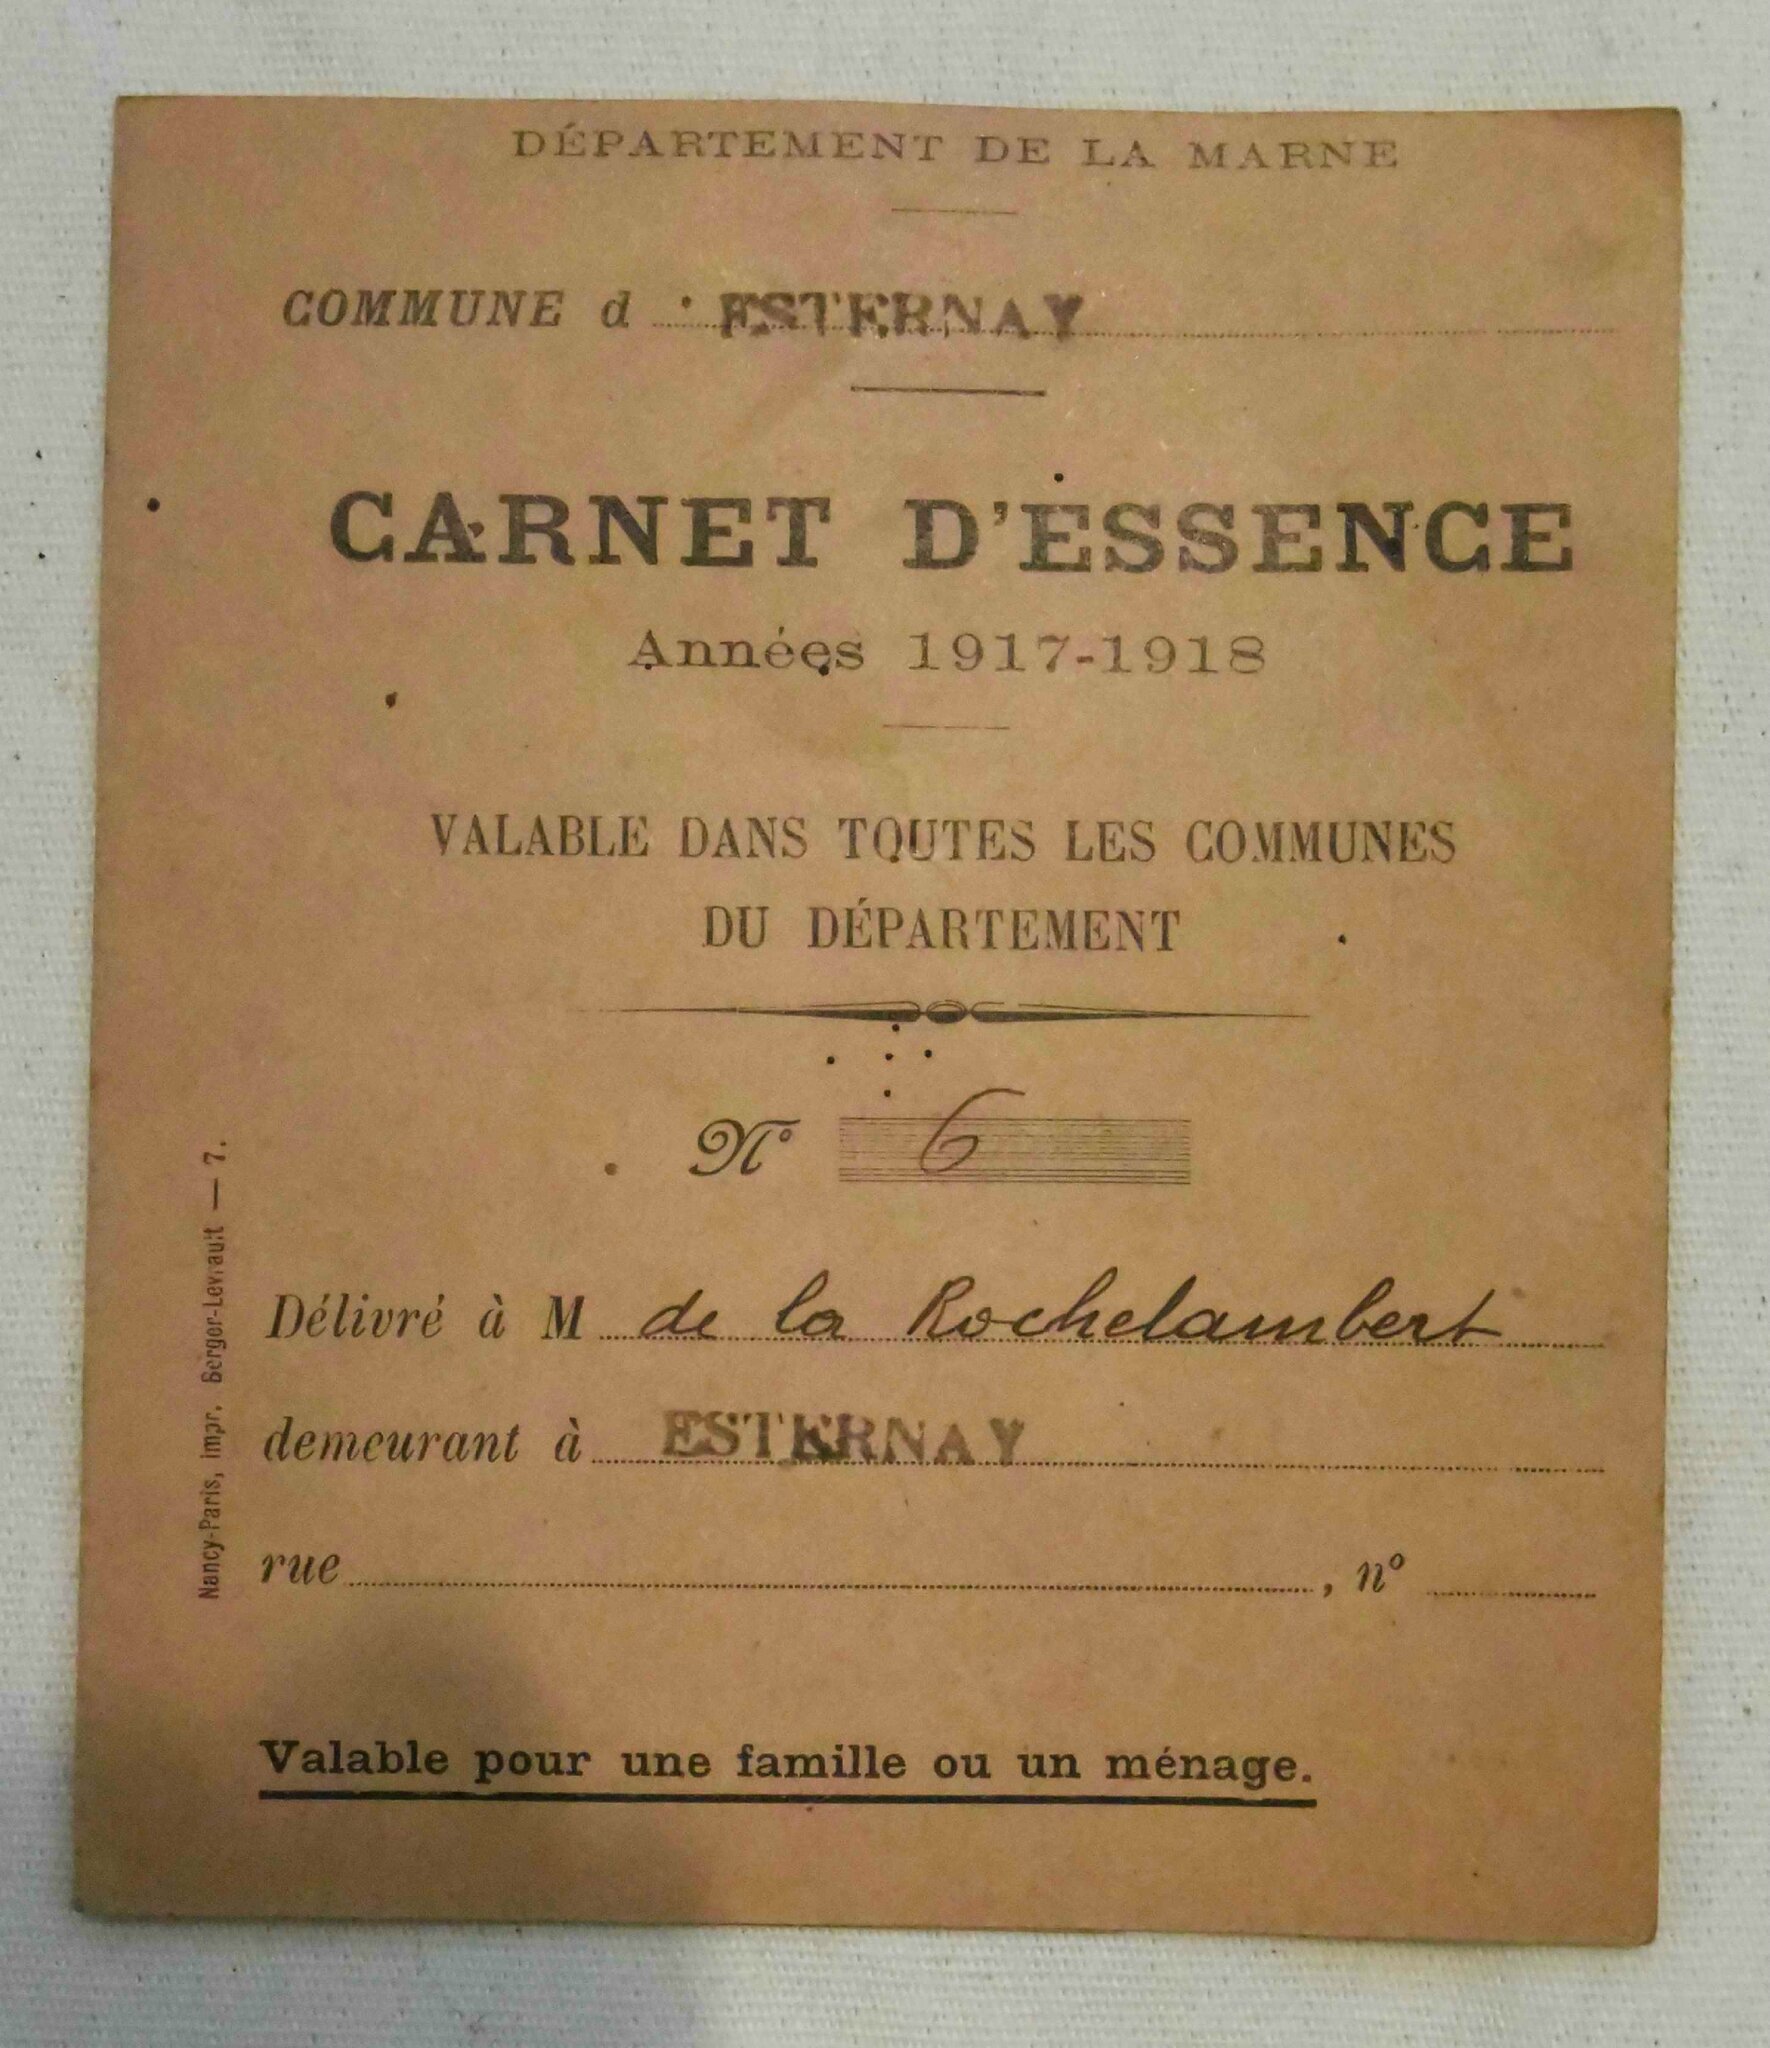 DÉPARTEMENT DE LA MARNE
COMMUNE d' ESTERNAY
CARNET D'ESSENCE
Années 1917-1918
VALABLE DANS TOUTES LES COMMUNES
DU DÉPARTEMENT
N° 6
Délivré à M de la Rochelambert
demeurant à ESTERNAY
rue , n°
Valable pour une famille ou un ménage.
Nancy-Paris, impr. Berger-Levrault — 7.